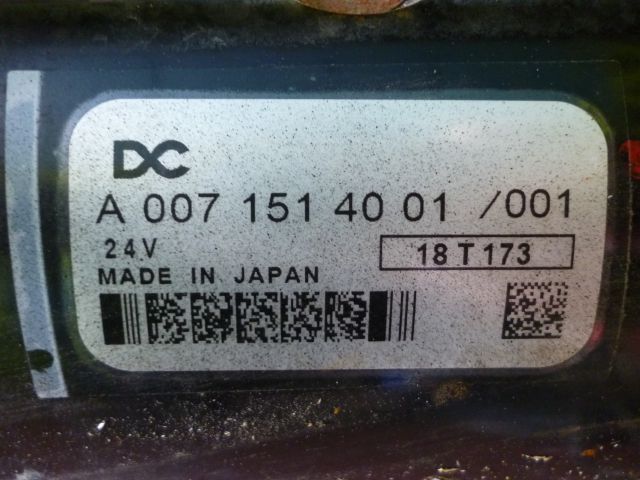 DC
A 007 151 40 01 /001
24V
18 T 173
MADE IN JAPAN